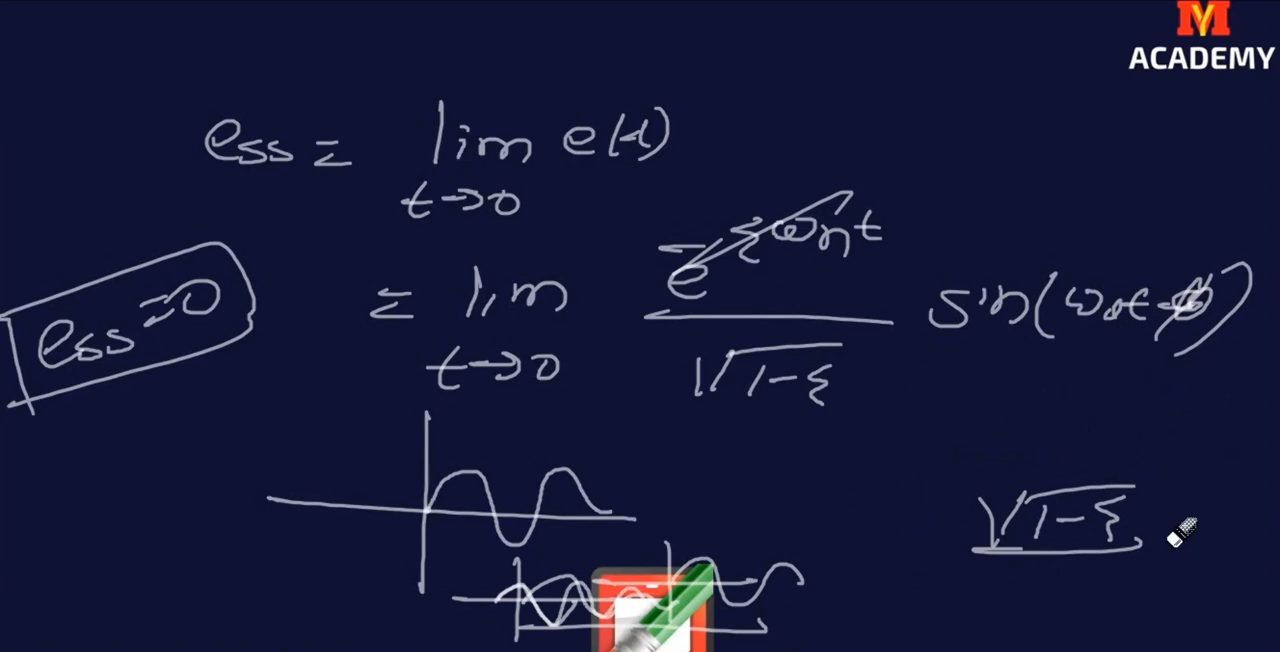 M
ACADEMY
ess = lim e(t)
t→0
e^-ξωnt
ess = 0
= lim sin(ωdt+φ)
t→0
√1-ξ
√1-ξ